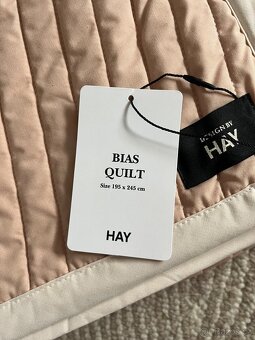 BIAS
QUILT
Size 195 x 245 cm
HAY
DESIGN BY
HAY